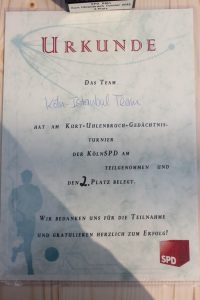 URKUNDE
DAS TEAM
Köln Istanbul Team
HAT AM KURT-UHLENBRUCH-GEDÄCHTNIS-
TURNIER
DER KÖLNSPD AM
TEILGENOMMEN UND
DEN 2. PLATZ BELEGT.
WIR BEDANKEN UNS FÜR DIE TEILNAHME
UND GRATULIEREN HERZLICH ZUM ERFOLG!
SPD